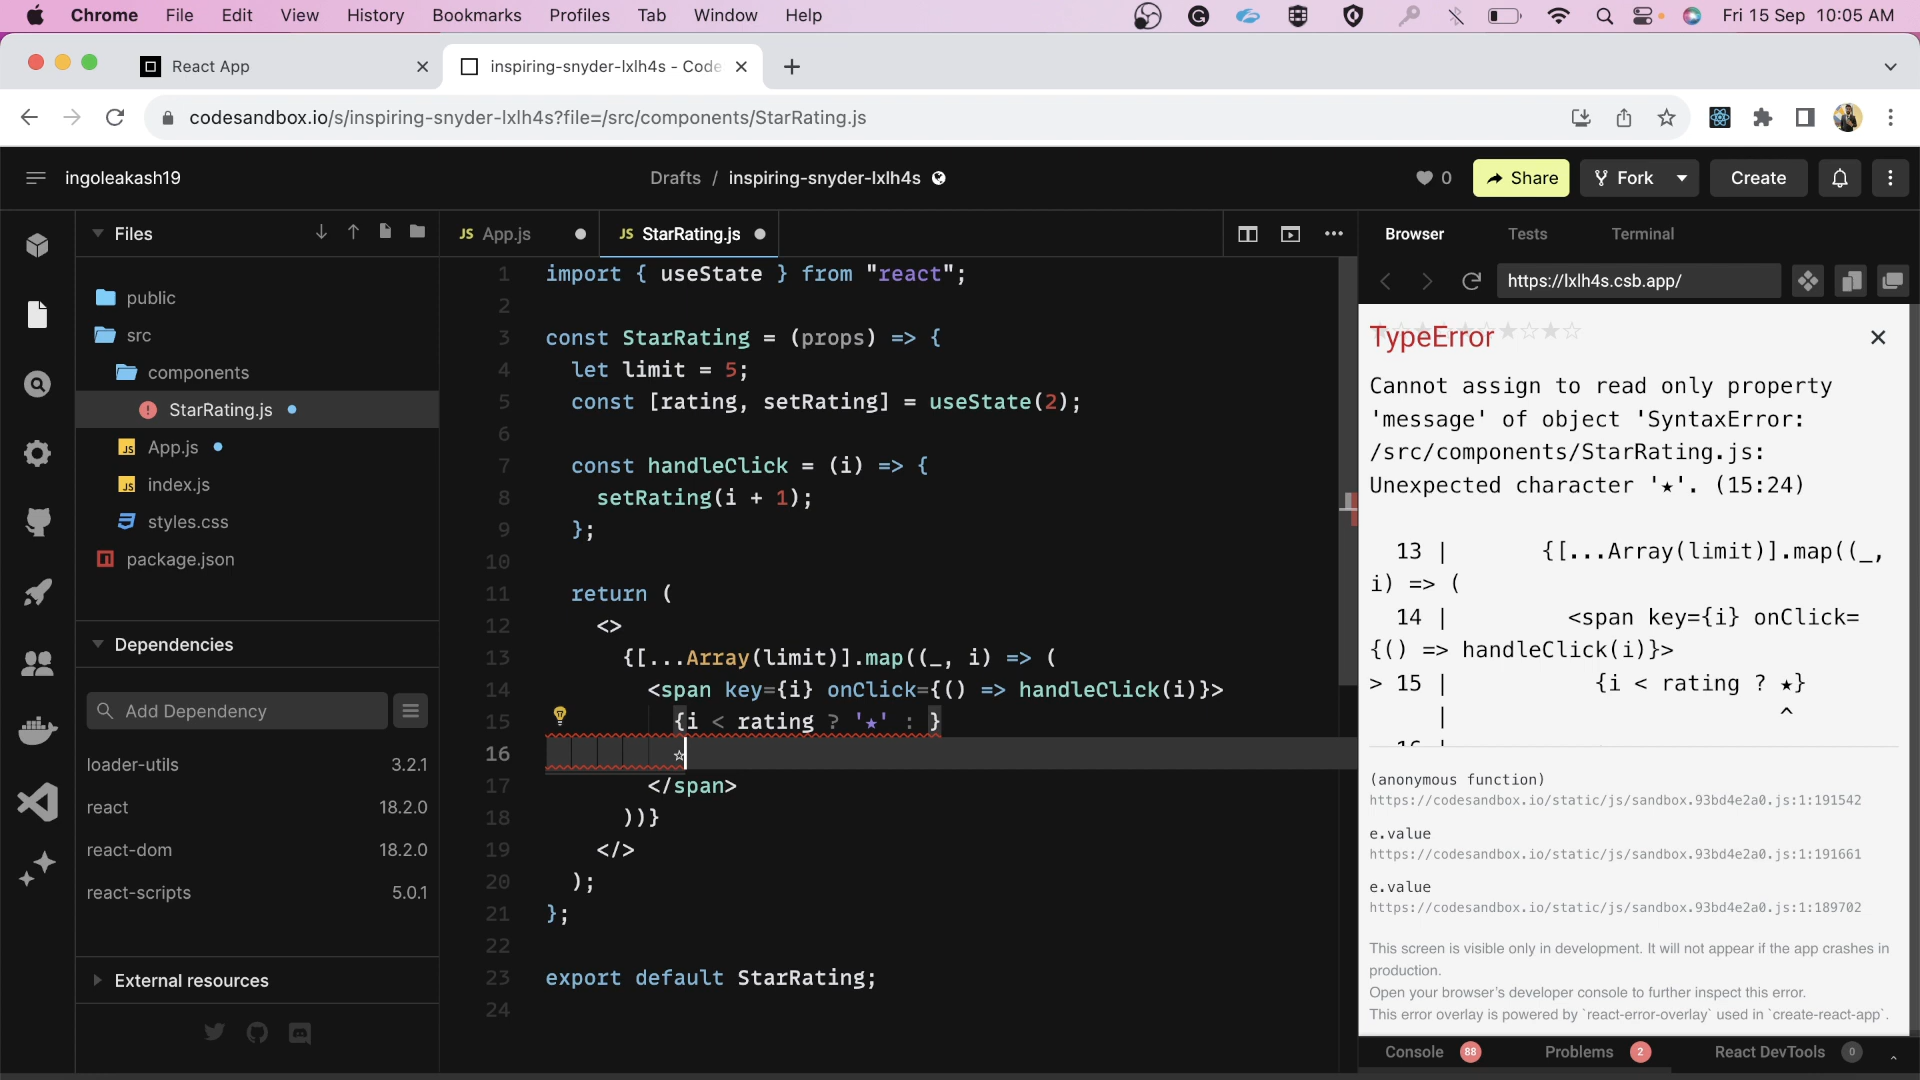 Chrome File Edit View History Bookmarks Profiles Tab Window Help Fri 15 Sep 10:05 AM
React App
inspiring-snyder-lxlh4s - Code
codesandbox.io/s/inspiring-snyder-lxlh4s?file=/src/components/StarRating.js
ingoleakash19
Drafts / inspiring-snyder-lxlh4s
0 Share Fork Create
Files
public
src
components
StarRating.js
JS App.js
JS index.js
styles.css
package.json
Dependencies
Add Dependency
loader-utils 3.2.1
react 18.2.0
react-dom 18.2.0
react-scripts 5.0.1
External resources
JS App.js
JS StarRating.js
1 import { useState } from "react";
2
3 const StarRating = (props) => {
4 let limit = 5;
5 const [rating, setRating] = useState(2);
6
7 const handleClick = (i) => {
8 setRating(i + 1);
9 };
10
11 return (
12 <>
13 {[...Array(limit)].map((_, i) => (
14 <span key={i} onClick={() => handleClick(i)}>
15 {i < rating ? '★' : }
16 ☆
17 </span>
18 ))}
19 </>
20 );
21 };
22
23 export default StarRating;
24
Browser Tests Terminal
https://lxlh4s.csb.app/
TypeError
★☆★☆
Cannot assign to read only property
'message' of object 'SyntaxError:
/src/components/StarRating.js:
Unexpected character '★'. (15:24)
13 | {[...Array(limit)].map((_,
i) => (
14 | <span key={i} onClick=
{() => handleClick(i)}>
> 15 | {i < rating ? ★}
| ^
(anonymous function)
https://codesandbox.io/static/js/sandbox.93bd4e2a0.js:1:191542
e.value
https://codesandbox.io/static/js/sandbox.93bd4e2a0.js:1:191661
e.value
https://codesandbox.io/static/js/sandbox.93bd4e2a0.js:1:189702
This screen is visible only in development. It will not appear if the app crashes in
production.
Open your browser's developer console to further inspect this error.
This error overlay is powered by `react-error-overlay` used in `create-react-app`.
Console 88 Problems 2 React DevTools 0